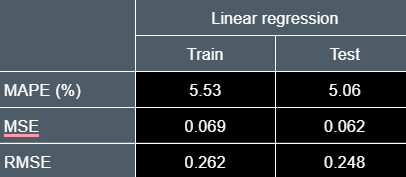 Linear regression
Train Test
MAPE (%) 5.53 5.06
MSE 0.069 0.062
RMSE 0.262 0.248